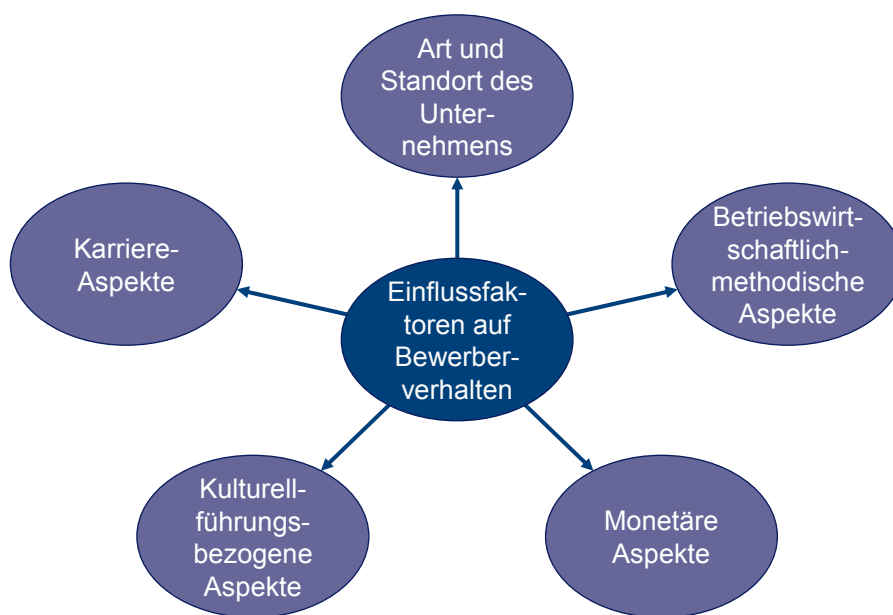 Art und
Standort des
Unter-
nehmens
Karriere-
Aspekte
Betriebswirt-
schaftlich-
methodische
Aspekte
Einflussfak-
toren auf
Bewerber-
verhalten
Kulturell-
führungs-
bezogene
Aspekte
Monetäre
Aspekte